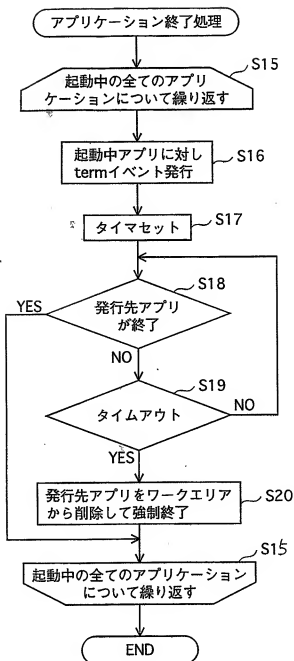 アプリケーション終了処理
S15
起動中の全てのアプリ
ケーションについて繰り返す
起動中アプリに対し
termイベント発行
S16
タイマセット
S17
S18
YES
発行先アプリ
が終了
NO
S19
タイムアウト
NO
YES
発行先アプリをワークエリア
から削除して強制終了
S20
S15
起動中の全てのアプリケーション
について繰り返す
END